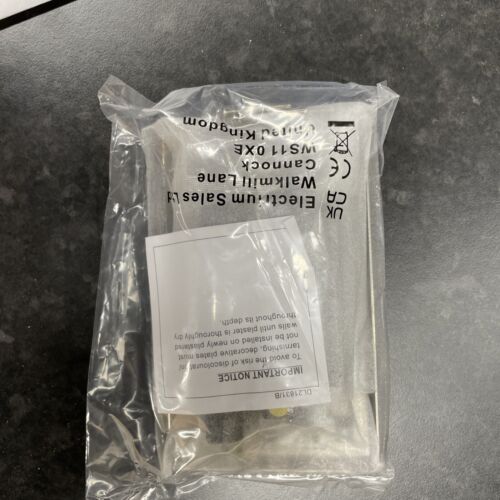 UK
CA
CE
Electrium Sales Ltd
Walkmill Lane
Cannock
WS11 0XE
United Kingdom
DL21831/B
IMPORTANT NOTICE
To avoid the risk of discolouration/
tarnishing, decorative plates must
not be installed on newly plastered
walls until plaster is thoroughly dry
throughout its depth.